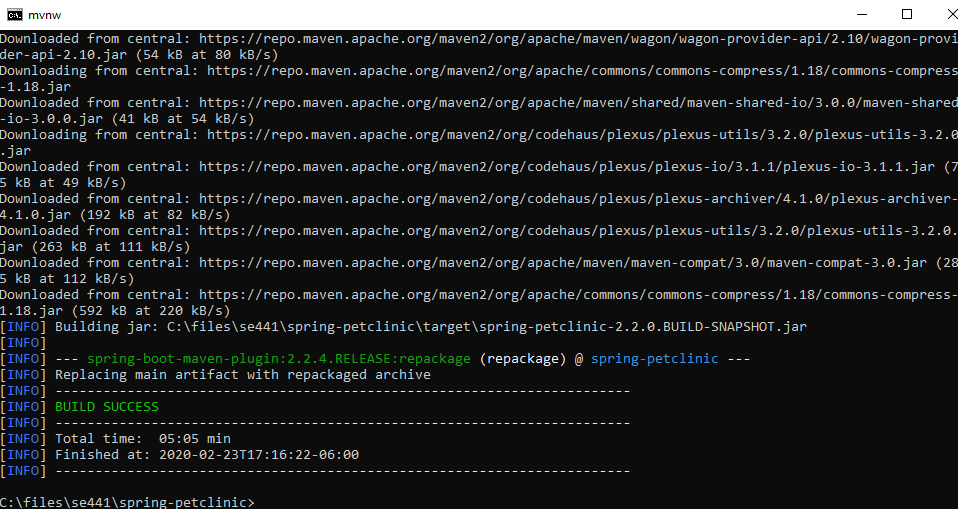 mvnw
Downloaded from central: https://repo.maven.apache.org/maven2/org/apache/maven/wagon/wagon-provider-api/2.10/wagon-provi
der-api-2.10.jar (54 kB at 80 kB/s)
Downloading from central: https://repo.maven.apache.org/maven2/org/apache/commons/commons-compress/1.18/commons-compress
-1.18.jar
Downloaded from central: https://repo.maven.apache.org/maven2/org/apache/maven/shared/maven-shared-io/3.0.0/maven-shared
-io-3.0.0.jar (41 kB at 54 kB/s)
Downloading from central: https://repo.maven.apache.org/maven2/org/codehaus/plexus/plexus-utils/3.2.0/plexus-utils-3.2.0
.jar
Downloaded from central: https://repo.maven.apache.org/maven2/org/codehaus/plexus/plexus-io/3.1.1/plexus-io-3.1.1.jar (7
5 kB at 49 kB/s)
Downloaded from central: https://repo.maven.apache.org/maven2/org/codehaus/plexus/plexus-archiver/4.1.0/plexus-archiver-
4.1.0.jar (192 kB at 82 kB/s)
Downloaded from central: https://repo.maven.apache.org/maven2/org/codehaus/plexus/plexus-utils/3.2.0/plexus-utils-3.2.0.
jar (263 kB at 111 kB/s)
Downloaded from central: https://repo.maven.apache.org/maven2/org/apache/maven/maven-compat/3.0/maven-compat-3.0.jar (28
5 kB at 112 kB/s)
Downloaded from central: https://repo.maven.apache.org/maven2/org/apache/commons/commons-compress/1.18/commons-compress-
1.18.jar (592 kB at 220 kB/s)
[INFO] Building jar: C:\files\se441\spring-petclinic\target\spring-petclinic-2.2.0.BUILD-SNAPSHOT.jar
[INFO]
[INFO] --- spring-boot-maven-plugin:2.2.4.RELEASE:repackage (repackage) @ spring-petclinic ---
[INFO] Replacing main artifact with repackaged archive
[INFO] ------------------------------------------------------------------------
[INFO] BUILD SUCCESS
[INFO] ------------------------------------------------------------------------
[INFO] Total time:  05:05 min
[INFO] Finished at: 2020-02-23T17:16:22-06:00
[INFO] ------------------------------------------------------------------------
C:\files\se441\spring-petclinic>